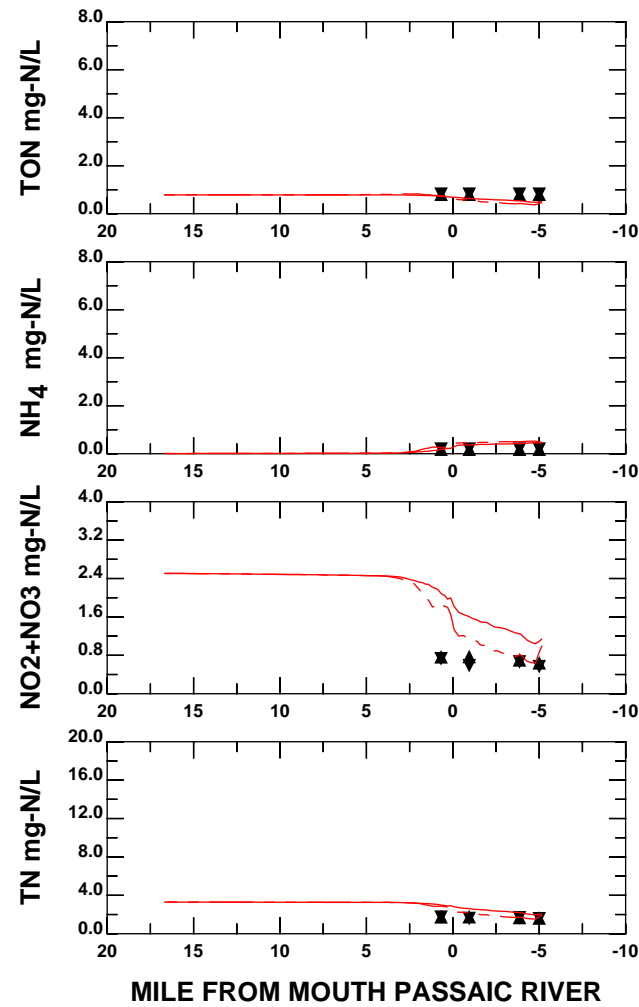 8.0
6.0
4.0
2.0
0.0
TON mg-N/L
20 15 10 5 0 -5 -10
8.0
6.0
4.0
2.0
0.0
NH4 mg-N/L
20 15 10 5 0 -5 -10
4.0
3.2
2.4
1.6
0.8
0.0
NO2+NO3 mg-N/L
20 15 10 5 0 -5 -10
20.0
16.0
12.0
8.0
4.0
0.0
TN mg-N/L
20 15 10 5 0 -5 -10
MILE FROM MOUTH PASSAIC RIVER